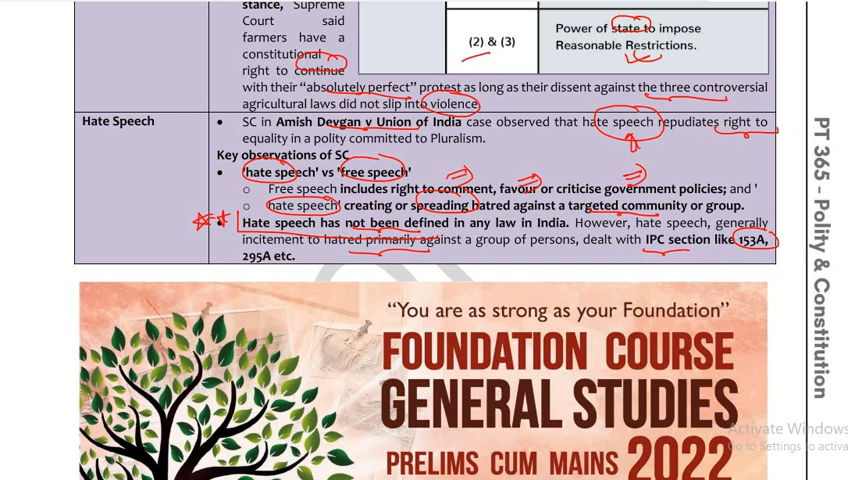 stance, Supreme
Court said
farmers have a
constitutional
right to continue
(2) & (3)
Power of state to impose
Reasonable Restrictions.
with their “absolutely perfect” protest as long as their dissent against the three controversial
agricultural laws did not slip into violence
Hate Speech
• SC in Amish Devgan v Union of India case observed that hate speech repudiates right to
equality in a polity committed to Pluralism.
Key observations of SC
• 'hate speech' vs 'free speech'
o Free speech includes right to comment, favour or criticise government policies; and '
o hate speech' creating or spreading hatred against a targeted community or group.
• Hate speech has not been defined in any law in India. However, hate speech, generally
incitement to hatred primarily against a group of persons, dealt with IPC section like 153A,
295A etc.
PT 365 - Polity & Constitution
“You are as strong as your Foundation”
FOUNDATION COURSE
GENERAL STUDIES
PRELIMS CUM MAINS 2022
Activate Windows
Go to Settings to activa